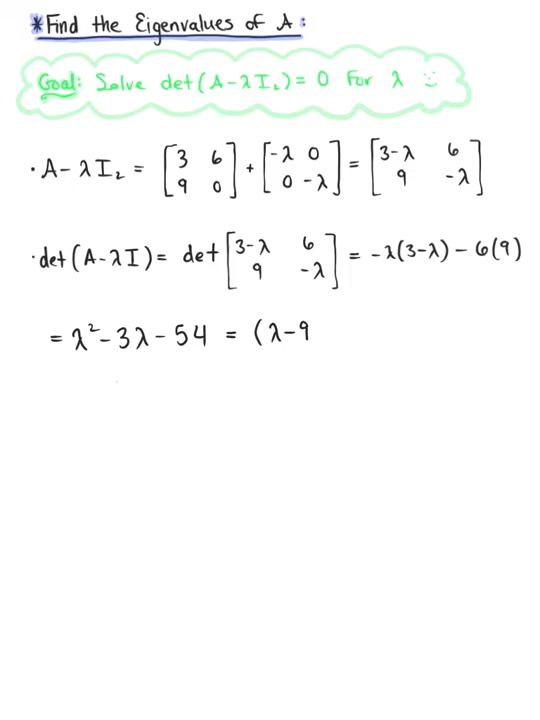 *Find the Eigenvalues of A:
Goal: Solve det(A-λI₂)=0 for λ :)
· A-λI₂ = [3 6; 9 0] + [-λ 0; 0 -λ] = [3-λ 6; 9 -λ]
· det(A-λI) = det [3-λ 6; 9 -λ] = -λ(3-λ) - 6(9)
= λ² - 3λ - 54 = (λ-9